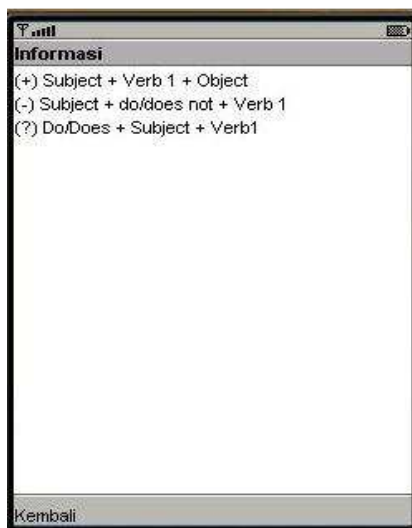 Informasi
(+) Subject + Verb 1 + Object
(-) Subject + do/does not + Verb 1
(?) Do/Does + Subject + Verb1
Kembali